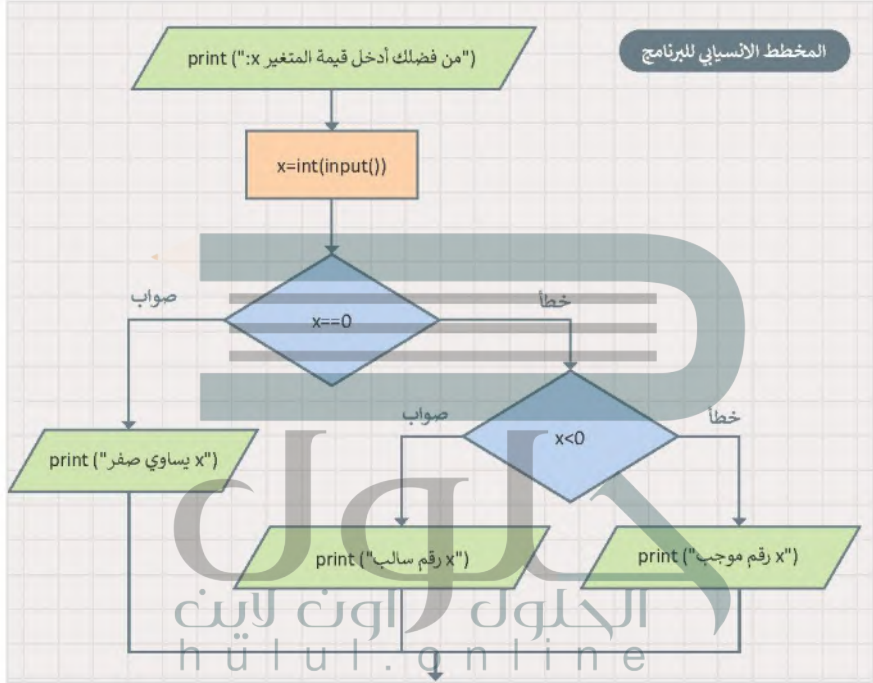 المخطط الانسيابي للبرنامج
print ("من فضلك أدخل قيمة المتغير x:")
x=int(input())
x==0
صواب
خطأ
x<0
صواب
خطأ
print ("x يساوي صفر")
print ("x رقم سالب")
print ("x رقم موجب")
حلول
الحلول اون لاين
hulul.online